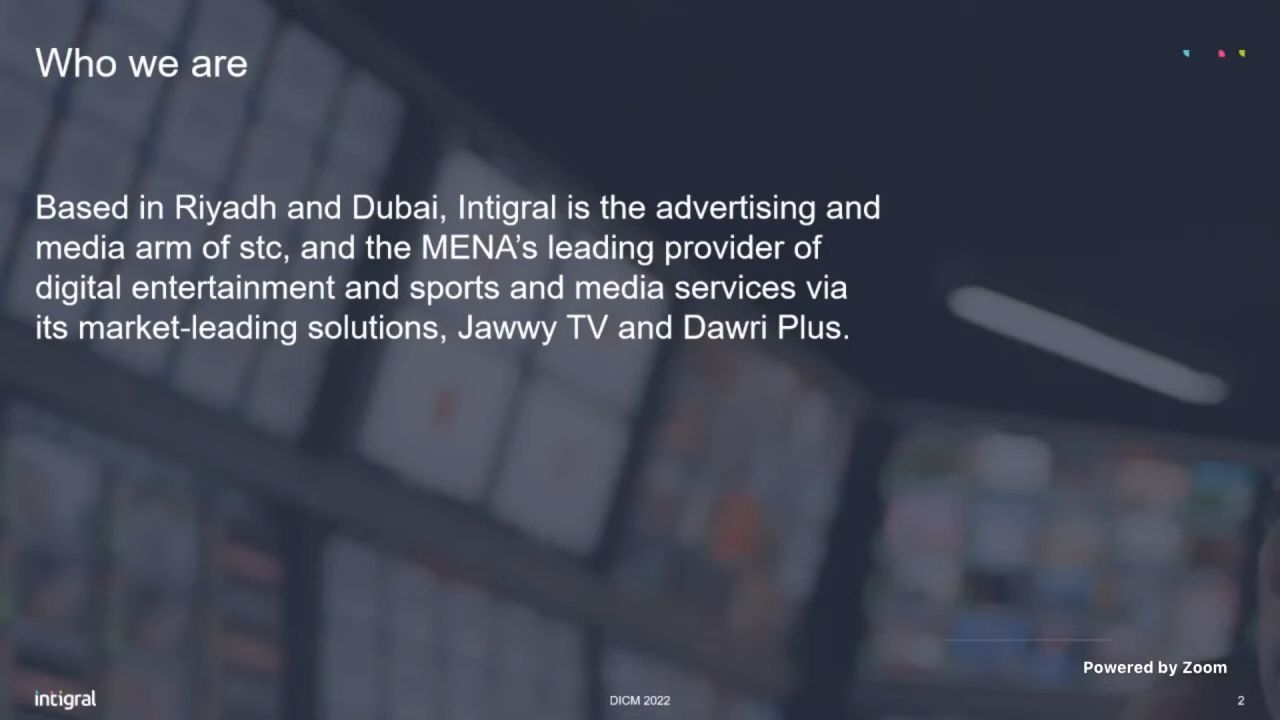 Who we are
Based in Riyadh and Dubai, Intigral is the advertising and
media arm of stc, and the MENA’s leading provider of
digital entertainment and sports and media services via
its market-leading solutions, Jawwy TV and Dawri Plus.
Powered by Zoom
intigral
DICM 2022
2